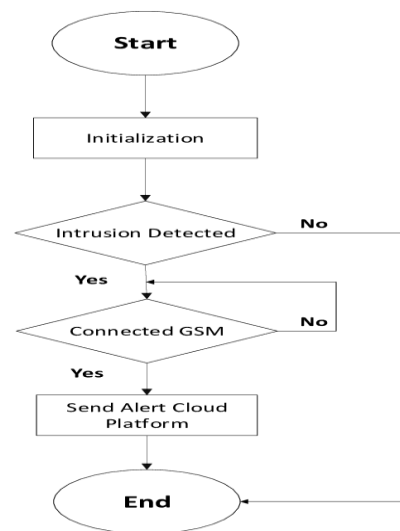 Start
Initialization
Intrusion Detected
No
Yes
Connected GSM
No
Yes
Send Alert Cloud
Platform
End